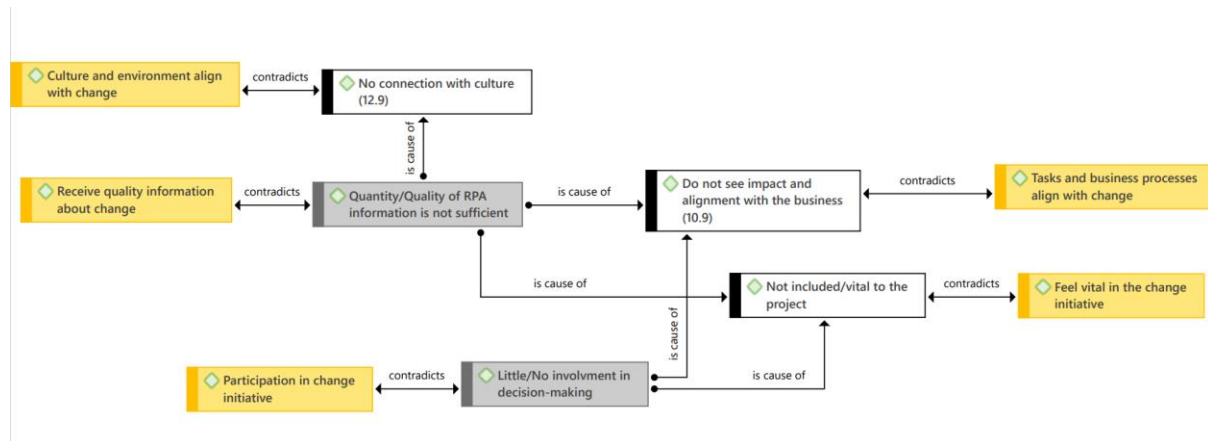 Culture and environment align
with change
contradicts
No connection with culture
(12.9)
is cause of
Receive quality information
about change
contradicts
Quantity/Quality of RPA
information is not sufficient
is cause of
Do not see impact and
alignment with the business
(10.9)
contradicts
Tasks and business processes
align with change
is cause of
Not included/vital to the
project
contradicts
Feel vital in the change
initiative
is cause of
Participation in change
initiative
contradicts
Little/No involvment in
decision-making
is cause of